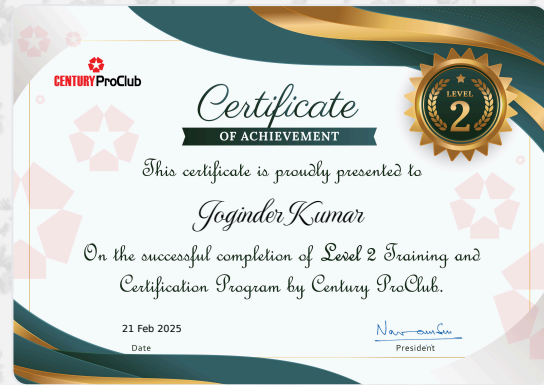 CENTURY ProClub
Certificate
OF ACHIEVEMENT
LEVEL
2
This certificate is proudly presented to
Joginder Kumar
On the successful completion of Level 2 Training and
Certification Program by Century ProClub.
21 Feb 2025
Date
President